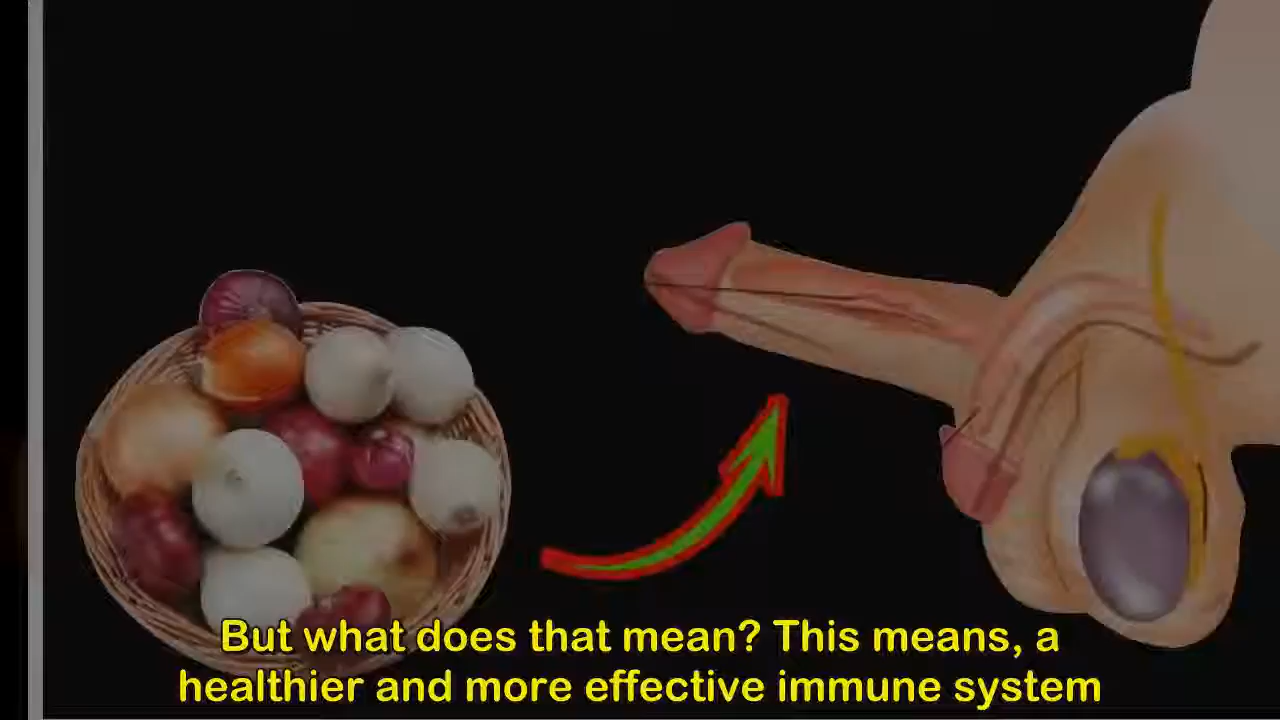 But what does that mean? This means, a
healthier and more effective immune system